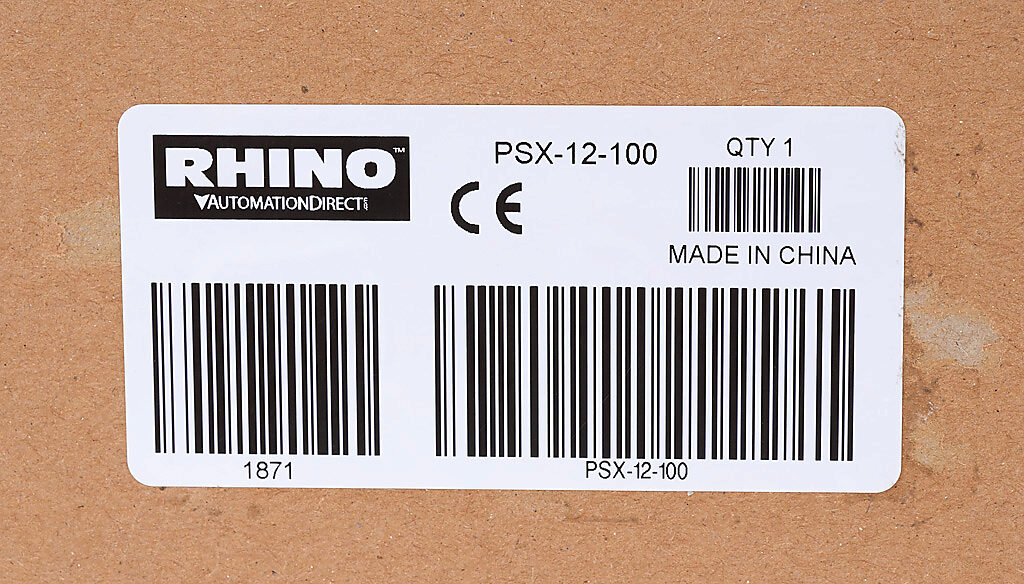 RHINO™
AUTOMATIONDIRECT
PSX-12-100
CE
QTY 1
MADE IN CHINA
1871
PSX-12-100